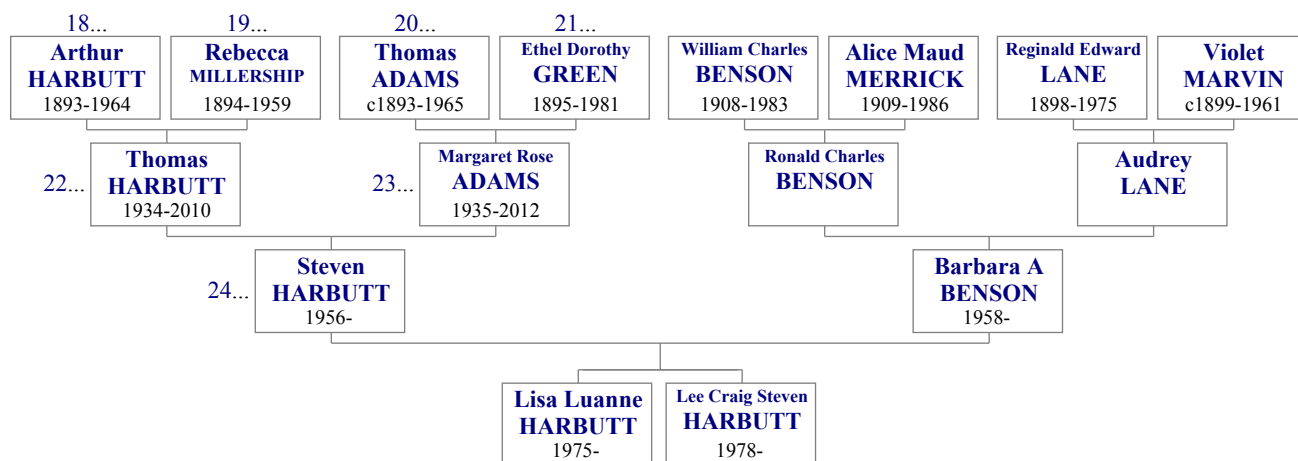 18...
19...
20...
21...
Arthur
HARBUTT
1893-1964
Rebecca
MILLERSHIP
1894-1959
Thomas
ADAMS
c1893-1965
Ethel Dorothy
GREEN
1895-1981
William Charles
BENSON
1908-1983
Alice Maud
MERRICK
1909-1986
Reginald Edward
LANE
1898-1975
Violet
MARVIN
c1899-1961
22...
Thomas
HARBUTT
1934-2010
23...
Margaret Rose
ADAMS
1935-2012
Ronald Charles
BENSON
Audrey
LANE
24...
Steven
HARBUTT
1956-
Barbara A
BENSON
1958-
Lisa Luanne
HARBUTT
1975-
Lee Craig Steven
HARBUTT
1978-